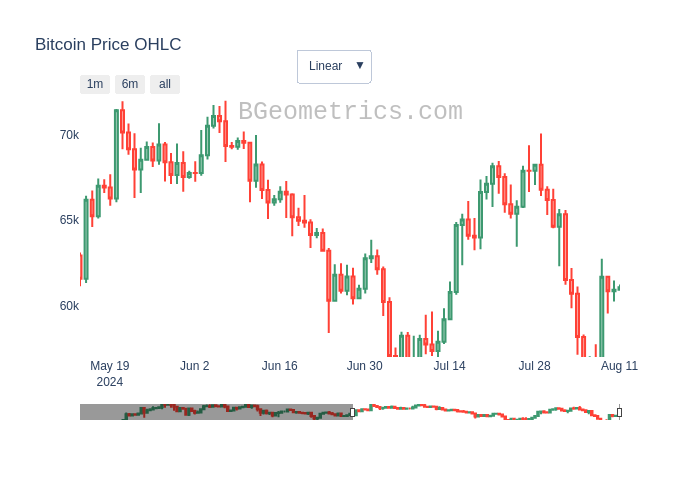 Bitcoin Price OHLC
Linear ▼
1m 6m all
BGeometrics.com
70k
65k
60k
May 19 Jun 2 Jun 16 Jun 30 Jul 14 Jul 28 Aug 11
2024